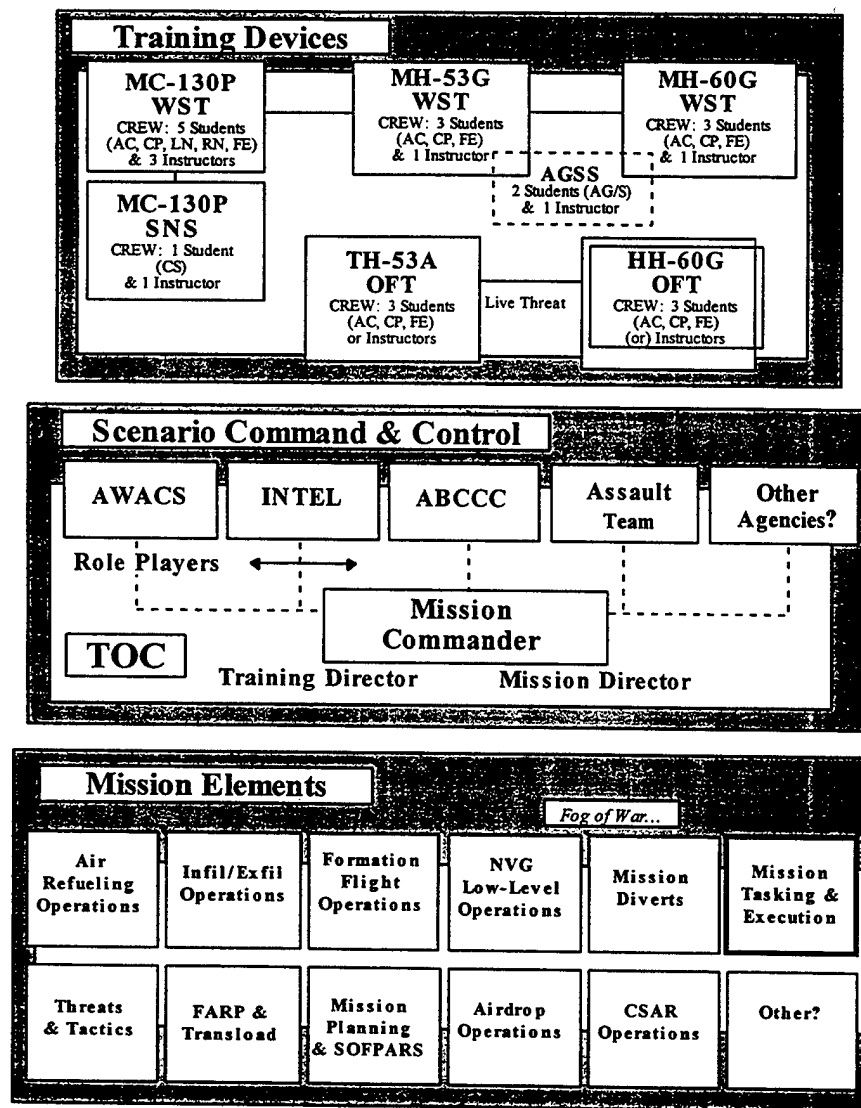 Training Devices
MC-130P
WST
CREW: 5 Students
(AC, CP, LN, RN, FE)
& 3 Instructors
MH-53G
WST
CREW: 3 Students
(AC, CP, FE)
& 1 Instructor
MH-60G
WST
CREW: 3 Students
(AC, CP, FE)
& 1 Instructor
AGSS
2 Students (AG/S)
& 1 Instructor
MC-130P
SNS
CREW: 1 Student
(CS)
& 1 Instructor
TH-53A
OFT
CREW: 3 Students
(AC, CP, FE)
or Instructors
Live Threat
HH-60G
OFT
CREW: 3 Students
(AC, CP, FE)
(or) Instructors
Scenario Command & Control
AWACS
INTEL
ABCCC
Assault
Team
Other
Agencies?
Role Players
Mission
Commander
TOC
Training Director
Mission Director
Mission Elements
Fog of War...
Air
Refueling
Operations
Infil/Exfil
Operations
Formation
Flight
Operations
NVG
Low-Level
Operations
Mission
Diverts
Mission
Tasking &
Execution
Threats
& Tactics
FARP &
Transload
Mission
Planning
& SOFPARS
Airdrop
Operations
CSAR
Operations
Other?